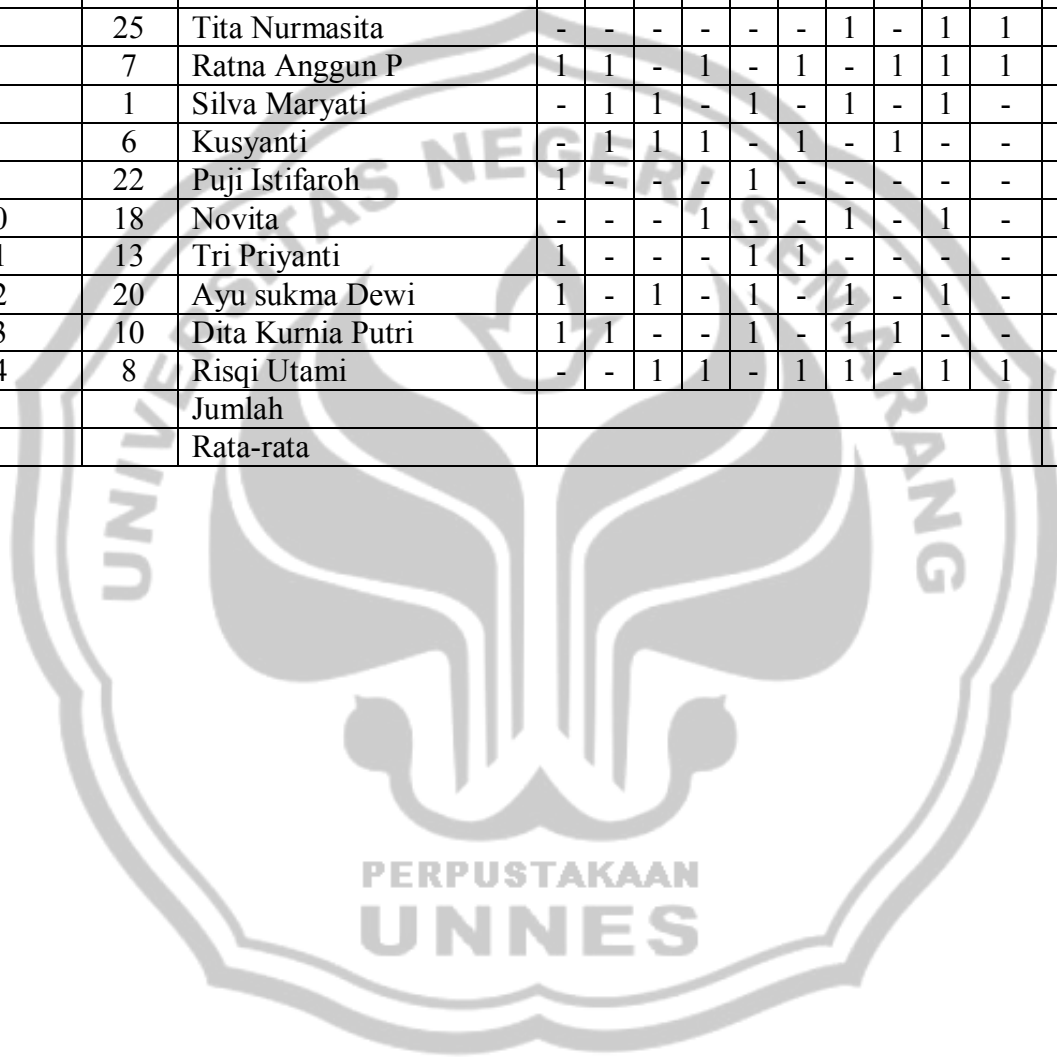 25 Tita Nurmasita - - - - - - 1 - 1 1
7 Ratna Anggun P 1 1 - 1 - 1 - 1 1 1
1 Silva Maryati - 1 1 - 1 - 1 - 1 -
6 Kusyanti - 1 1 1 - 1 - 1 - -
22 Puji Istifaroh 1 - - - 1 - - - - -
0 18 Novita - - - 1 - - 1 - 1 -
1 13 Tri Priyanti 1 - - - 1 1 - - - -
2 20 Ayu sukma Dewi 1 - 1 - 1 - 1 - 1 -
3 10 Dita Kurnia Putri 1 1 - - 1 - 1 1 - -
4 8 Risqi Utami - - 1 1 - 1 1 - 1 1
Jumlah
Rata-rata
UNIVERSITAS NEGERI SEMARANG
PERPUSTAKAAN
UNNES